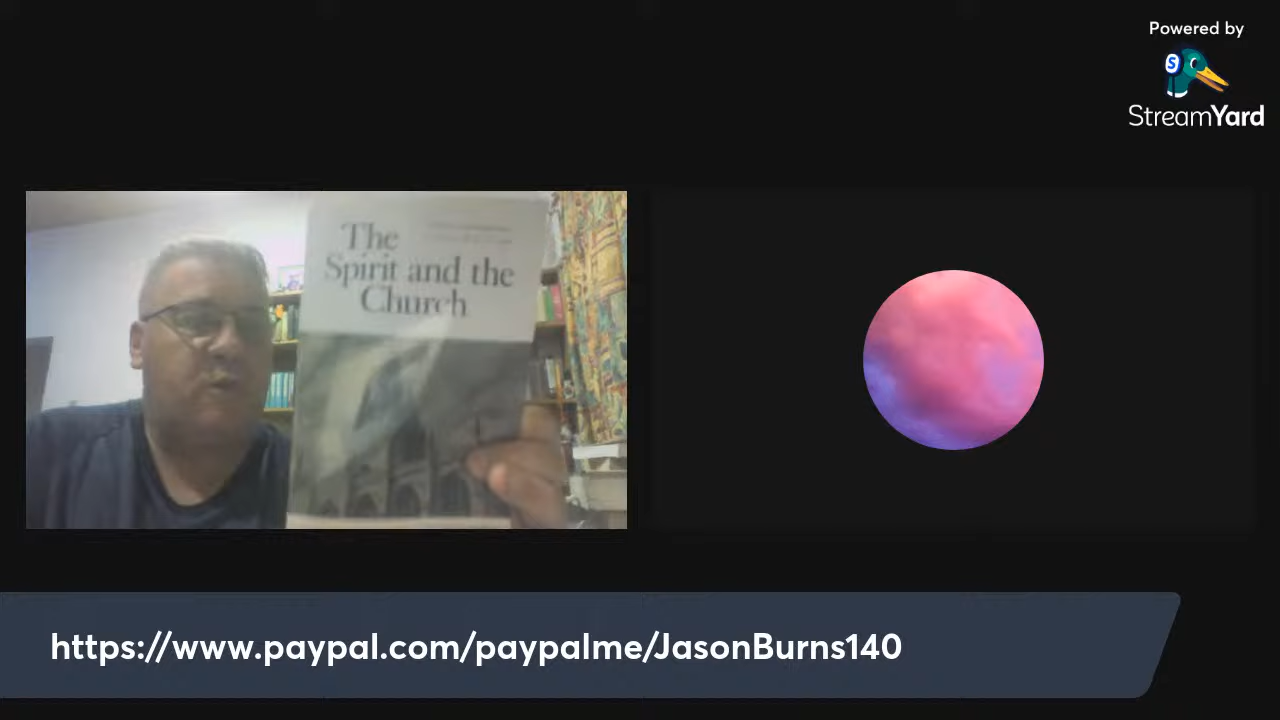 Powered by
S
StreamYard
The
Spirit and the
Church
https://www.paypal.com/paypalme/JasonBurns140